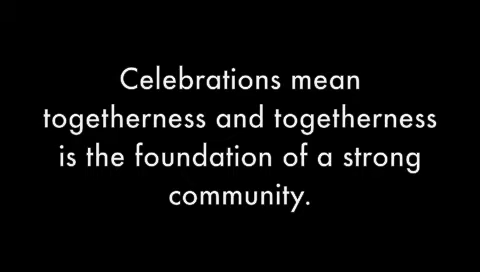 Celebrations mean
togetherness and togetherness
is the foundation of a strong
community.